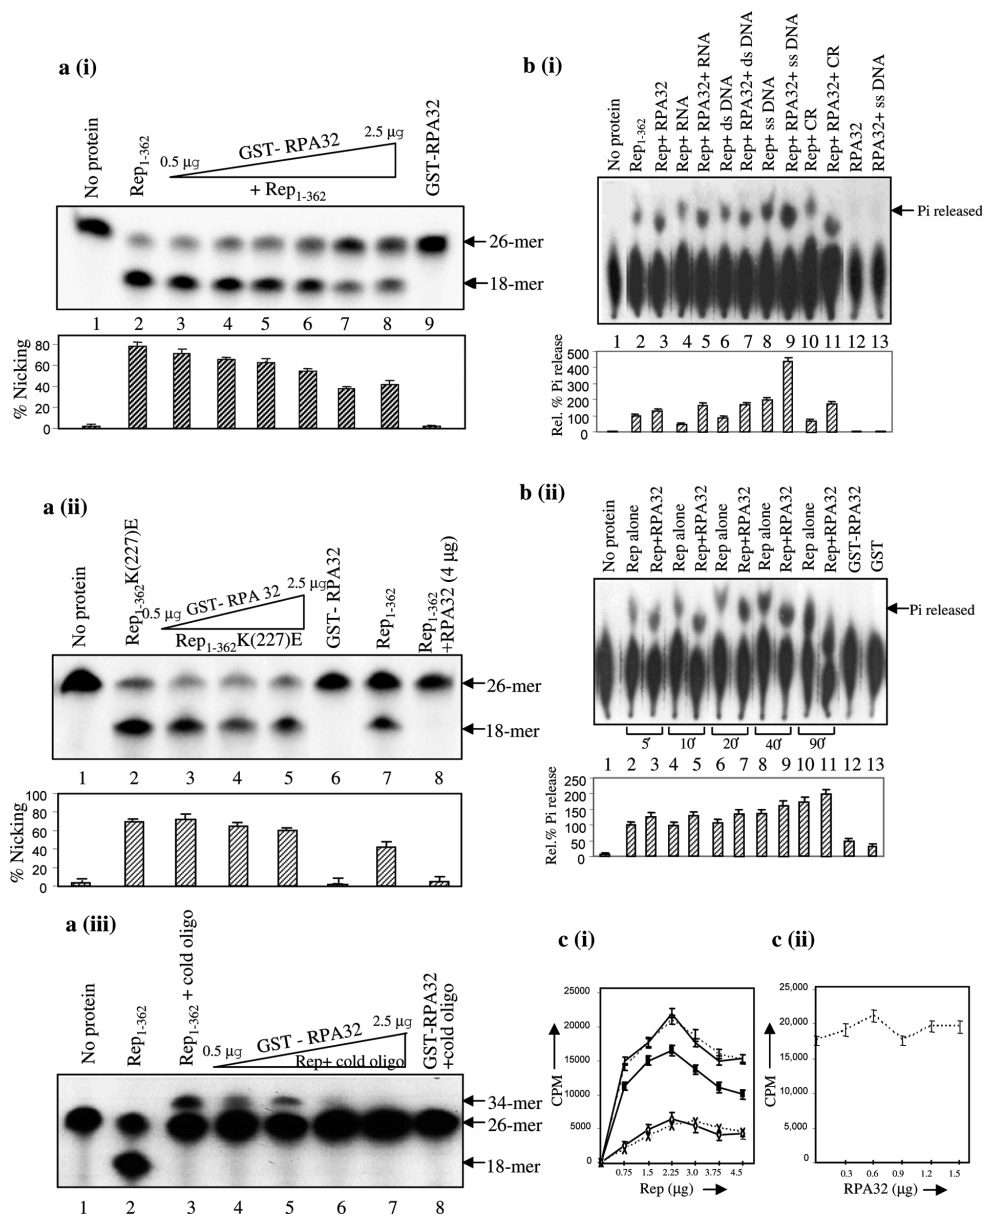 a (i)
No protein
Rep1-362
0.5 µg
GST- RPA32
2.5 µg
+ Rep1-362
GST-RPA32
26-mer
18-mer
1 2 3 4 5 6 7 8 9
% Nicking
80
60
40
20
0
b (i)
No protein
Rep1-362
Rep+ RPA32
Rep+ RNA
Rep+ RPA32+ RNA
Rep+ ds DNA
Rep+ RPA32+ ds DNA
Rep+ ss DNA
Rep+ RPA32+ ss DNA
Rep+ CR
Rep+ RPA32+ CR
RPA32
RPA32+ ss DNA
Pi released
1 2 3 4 5 6 7 8 9 10 11 12 13
Rel. % Pi release
500
400
300
200
100
0
a (ii)
No protein
Rep1-362K(227)E
0.5 µg
GST- RPA 32
2.5 µg
Rep1-362K(227)E
GST- RPA32
Rep1-362
Rep1-362
+RPA32 (4 µg)
26-mer
18-mer
1 2 3 4 5 6 7 8
% Nicking
100
80
60
40
20
0
b (ii)
No protein
Rep alone
Rep+RPA32
Rep alone
Rep+RPA32
Rep alone
Rep+RPA32
Rep alone
Rep+RPA32
Rep alone
Rep+RPA32
GST-RPA32
GST
Pi released
5' 10' 20' 40' 90'
1 2 3 4 5 6 7 8 9 10 11 12 13
Rel.% Pi release
250
200
150
100
50
0
a (iii)
No protein
Rep1-362
Rep1-362 + cold oligo
0.5 µg
GST - RPA32
2.5 µg
Rep+ cold oligo
GST-RPA32
+cold oligo
34-mer
26-mer
18-mer
1 2 3 4 5 6 7 8
c (i)
CPM
25000
20000
15000
10000
5000
0
0.75 1.5 2.25 3.0 3.75 4.5
Rep (µg)
c (ii)
CPM
25,000
20,000
15,000
10,000
5,000
0
0.3 0.6 0.9 1.2 1.5
RPA32 (µg)